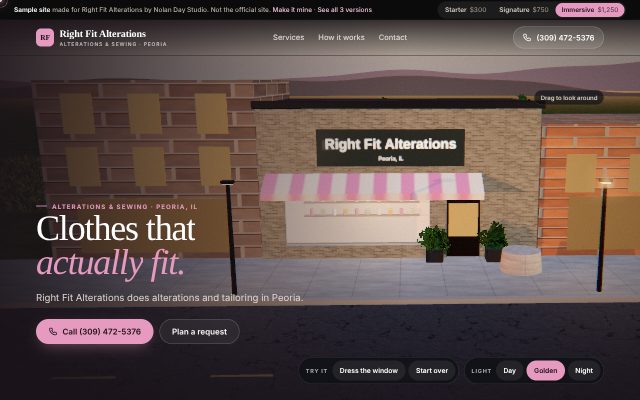 Sample site made for Right Fit Alterations by Nolan Day Studio. Not the official site. Make it mine · See all 3 versions
Starter $300 Signature $750 Immersive $1,250
RF Right Fit Alterations
ALTERATIONS & SEWING · PEORIA
Services How it works Contact
(309) 472-5376
Drag to look around
Right Fit Alterations
Peoria, IL
ALTERATIONS & SEWING · PEORIA, IL
Clothes that
actually fit.
Right Fit Alterations does alterations and tailoring in Peoria.
Call (309) 472-5376 Plan a request
TRY IT Dress the window Start over LIGHT Day Golden Night